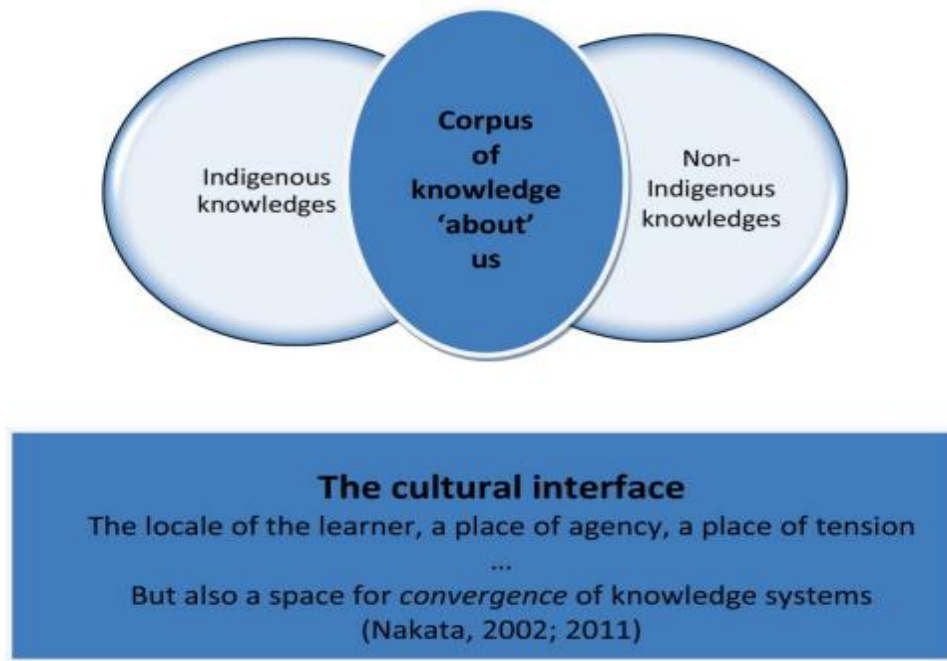 Indigenous
knowledges
Corpus
of
knowledge
‘about’
us
Non-
Indigenous
knowledges
The cultural interface
The locale of the learner, a place of agency, a place of tension
...
But also a space for convergence of knowledge systems
(Nakata, 2002; 2011)